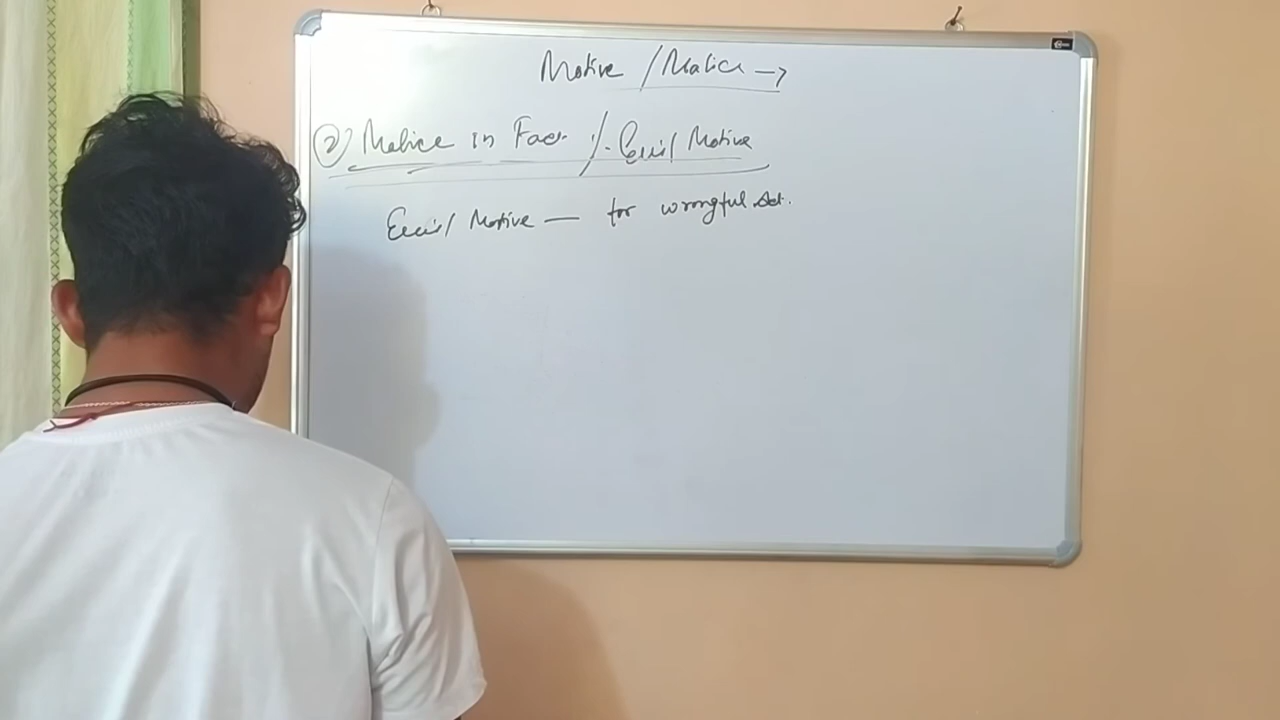 Motive / Malice →
(2) Malice in Fact / Evil Motive
Evil Motive — for wrongful Act.